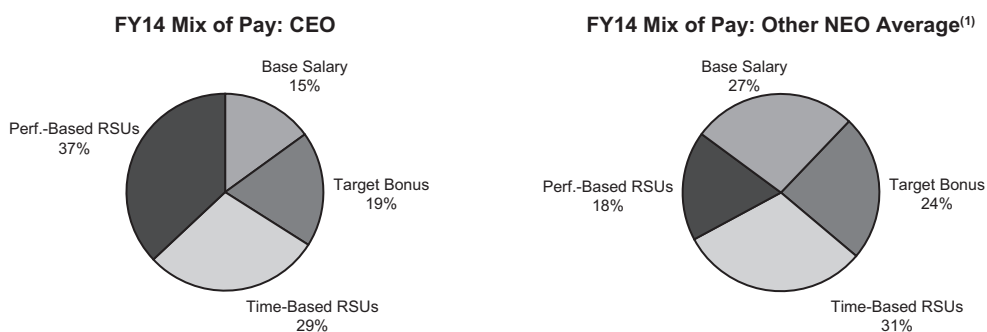 FY14 Mix of Pay: CEO
Base Salary
15%
Perf.-Based RSUs
37%
Target Bonus
19%
Time-Based RSUs
29%
FY14 Mix of Pay: Other NEO Average(1)
Base Salary
27%
Perf.-Based RSUs
18%
Target Bonus
24%
Time-Based RSUs
31%